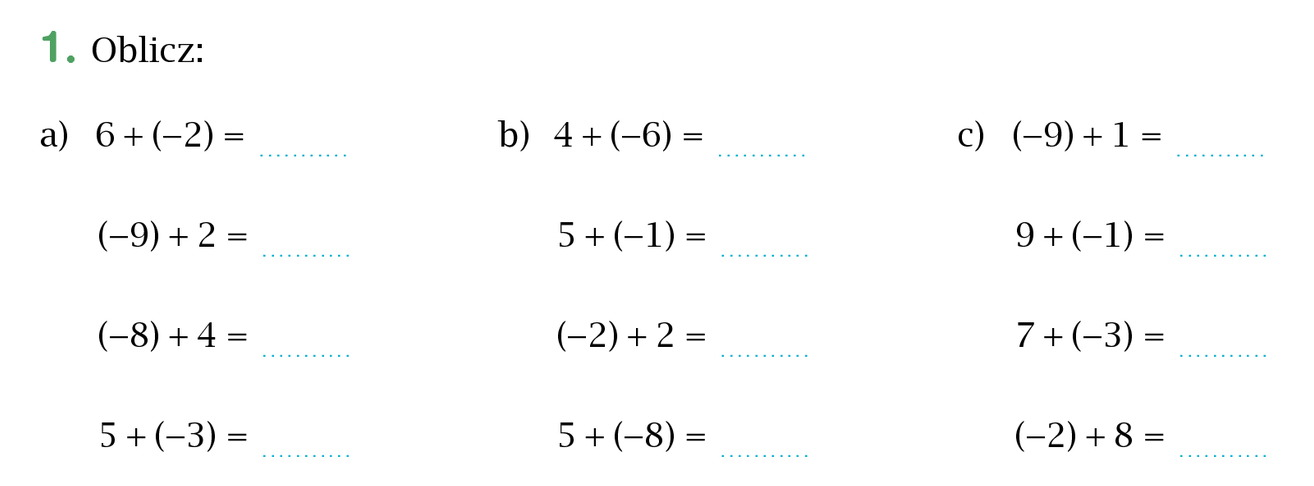 1. Oblicz:
a) 6 + (–2) = ........... b) 4 + (–6) = ........... c) (–9) + 1 = ...........
(–9) + 2 = ........... 5 + (–1) = ........... 9 + (–1) = ...........
(–8) + 4 = ........... (–2) + 2 = ........... 7 + (–3) = ...........
5 + (–3) = ........... 5 + (–8) = ........... (–2) + 8 = ...........